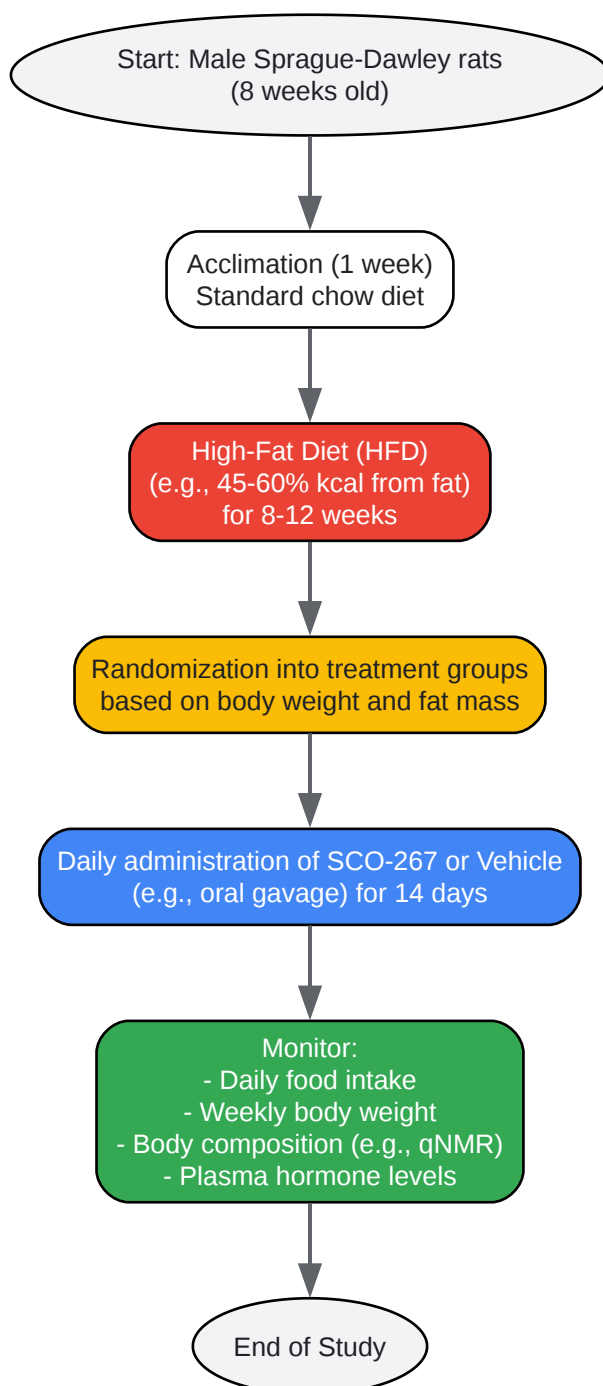 Start: Male Sprague-Dawley rats
(8 weeks old)
Acclimation (1 week)
Standard chow diet
High-Fat Diet (HFD)
(e.g., 45-60% kcal from fat)
for 8-12 weeks
Randomization into treatment groups
based on body weight and fat mass
Daily administration of SCO-267 or Vehicle
(e.g., oral gavage) for 14 days
Monitor:
- Daily food intake
- Weekly body weight
- Body composition (e.g., qNMR)
- Plasma hormone levels
End of Study